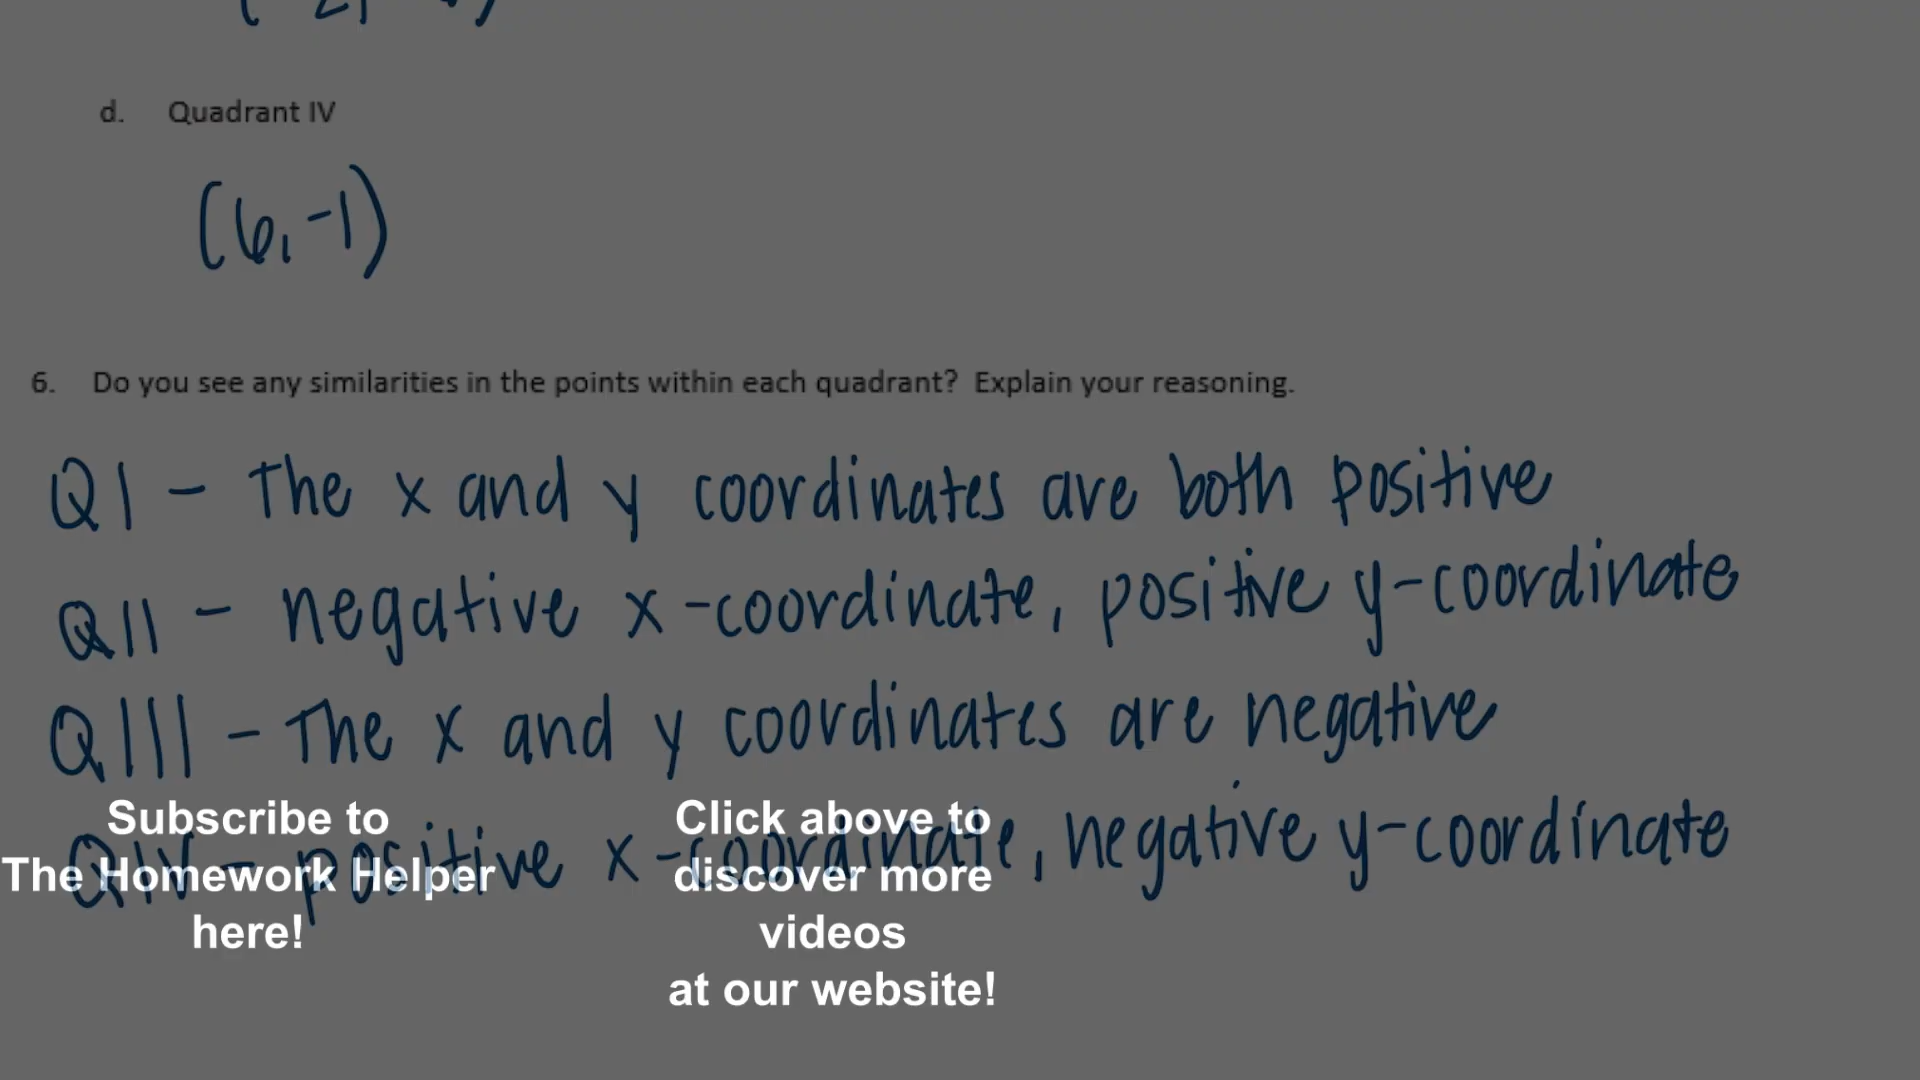 d. Quadrant IV
(6, -1)
6. Do you see any similarities in the points within each quadrant? Explain your reasoning.
QI - The x and y coordinates are both positive
QII - negative x-coordinate, positive y-coordinate
QIII - The x and y coordinates are negative
QIV - positive x-coordinate, negative y-coordinate
Subscribe to
The Homework Helper
here!
Click above to
discover more
videos
at our website!